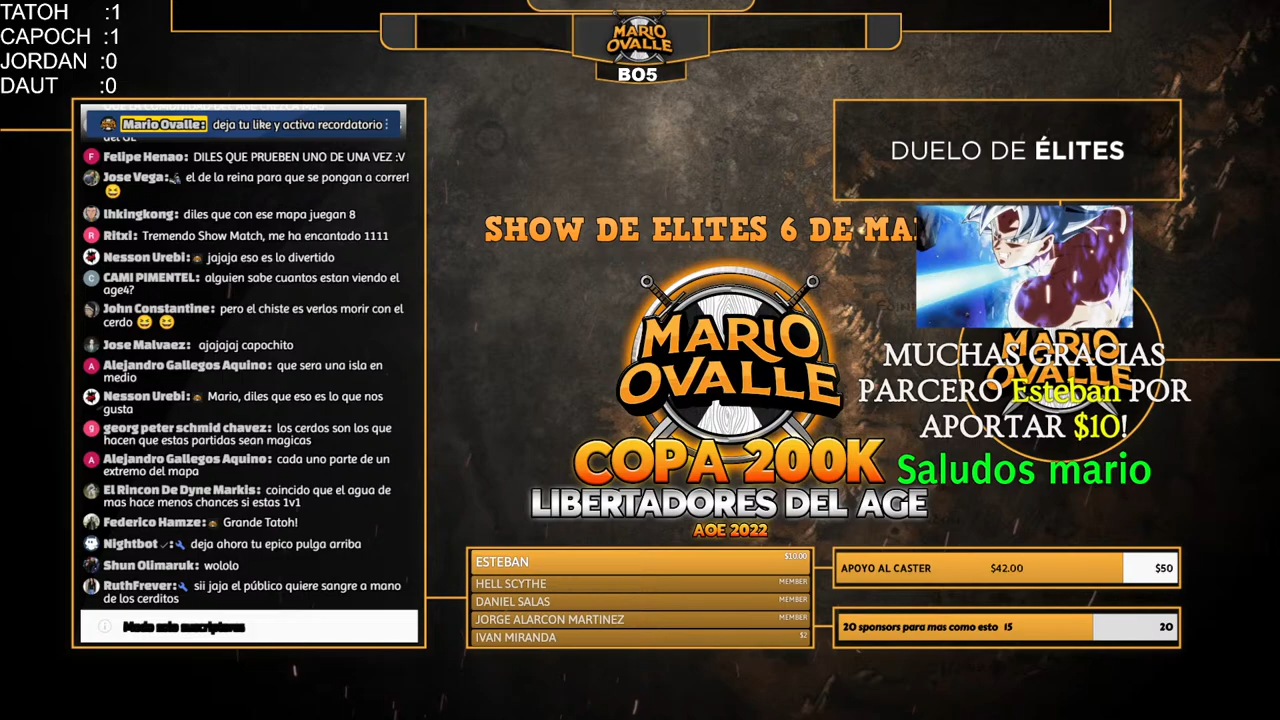 TATOH :1
CAPOCH :1
JORDAN :0
DAUT :0
MARIO
OVALLE
BO5
Mario Ovalle: deja tu like y activa recordatorio
del GL
Felipe Henao: DILES QUE PRUEBEN UNO DE UNA VEZ :V
Jose Vega: el de la reina para que se pongan a correr!
😆
lhkingkong: diles que con ese mapa juegan 8
Ritxi: Tremendo Show Match, me ha encantado 1111
Nesson Urebi: jajaja eso es lo divertido
CAMI PIMENTEL: alguien sabe cuantos estan viendo el
age4?
John Constantine: pero el chiste es verlos morir con el
cerdo 😆 😆
Jose Malvaez: ajajajaj capochito
Alejandro Gallegos Aquino: que sera una isla en
medio
Nesson Urebi: Mario, diles que eso es lo que nos
gusta
georg peter schmid chavez: los cerdos son los que
hacen que estas partidas sean magicas
Alejandro Gallegos Aquino: cada uno parte de un
extremo del mapa
El Rincon De Dyne Markis: coincido que el agua de
mas hace menos chances si estas 1v1
Federico Hamze: Grande Tatoh!
Nightbot ✓: deja ahora tu epico pulga arriba
Shun Olimaruk: wololo
RuthFrever: sii jaja el público quiere sangre a mano
de los cerditos
Modo solo suscriptores
DUELO DE ÉLITES
SHOW DE ELITES 6 DE MA
MARIO
OVALLE
COPA 200K
LIBERTADORES DEL AGE
AOE 2022
MARIO
OVALLE
MUCHAS GRACIAS
PARCERO Esteban POR
APORTAR $10!
Saludos mario
ESTEBAN $10.00
HELL SCYTHE MEMBER
DANIEL SALAS MEMBER
JORGE ALARCON MARTINEZ MEMBER
IVAN MIRANDA $2
APOYO AL CASTER $42.00 $50
20 sponsors para mas como esto 15 20